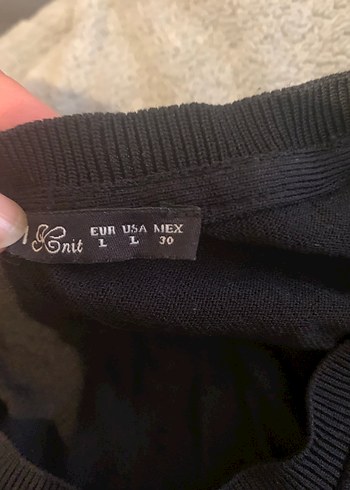 Knit
EUR USA MEX
L L 30